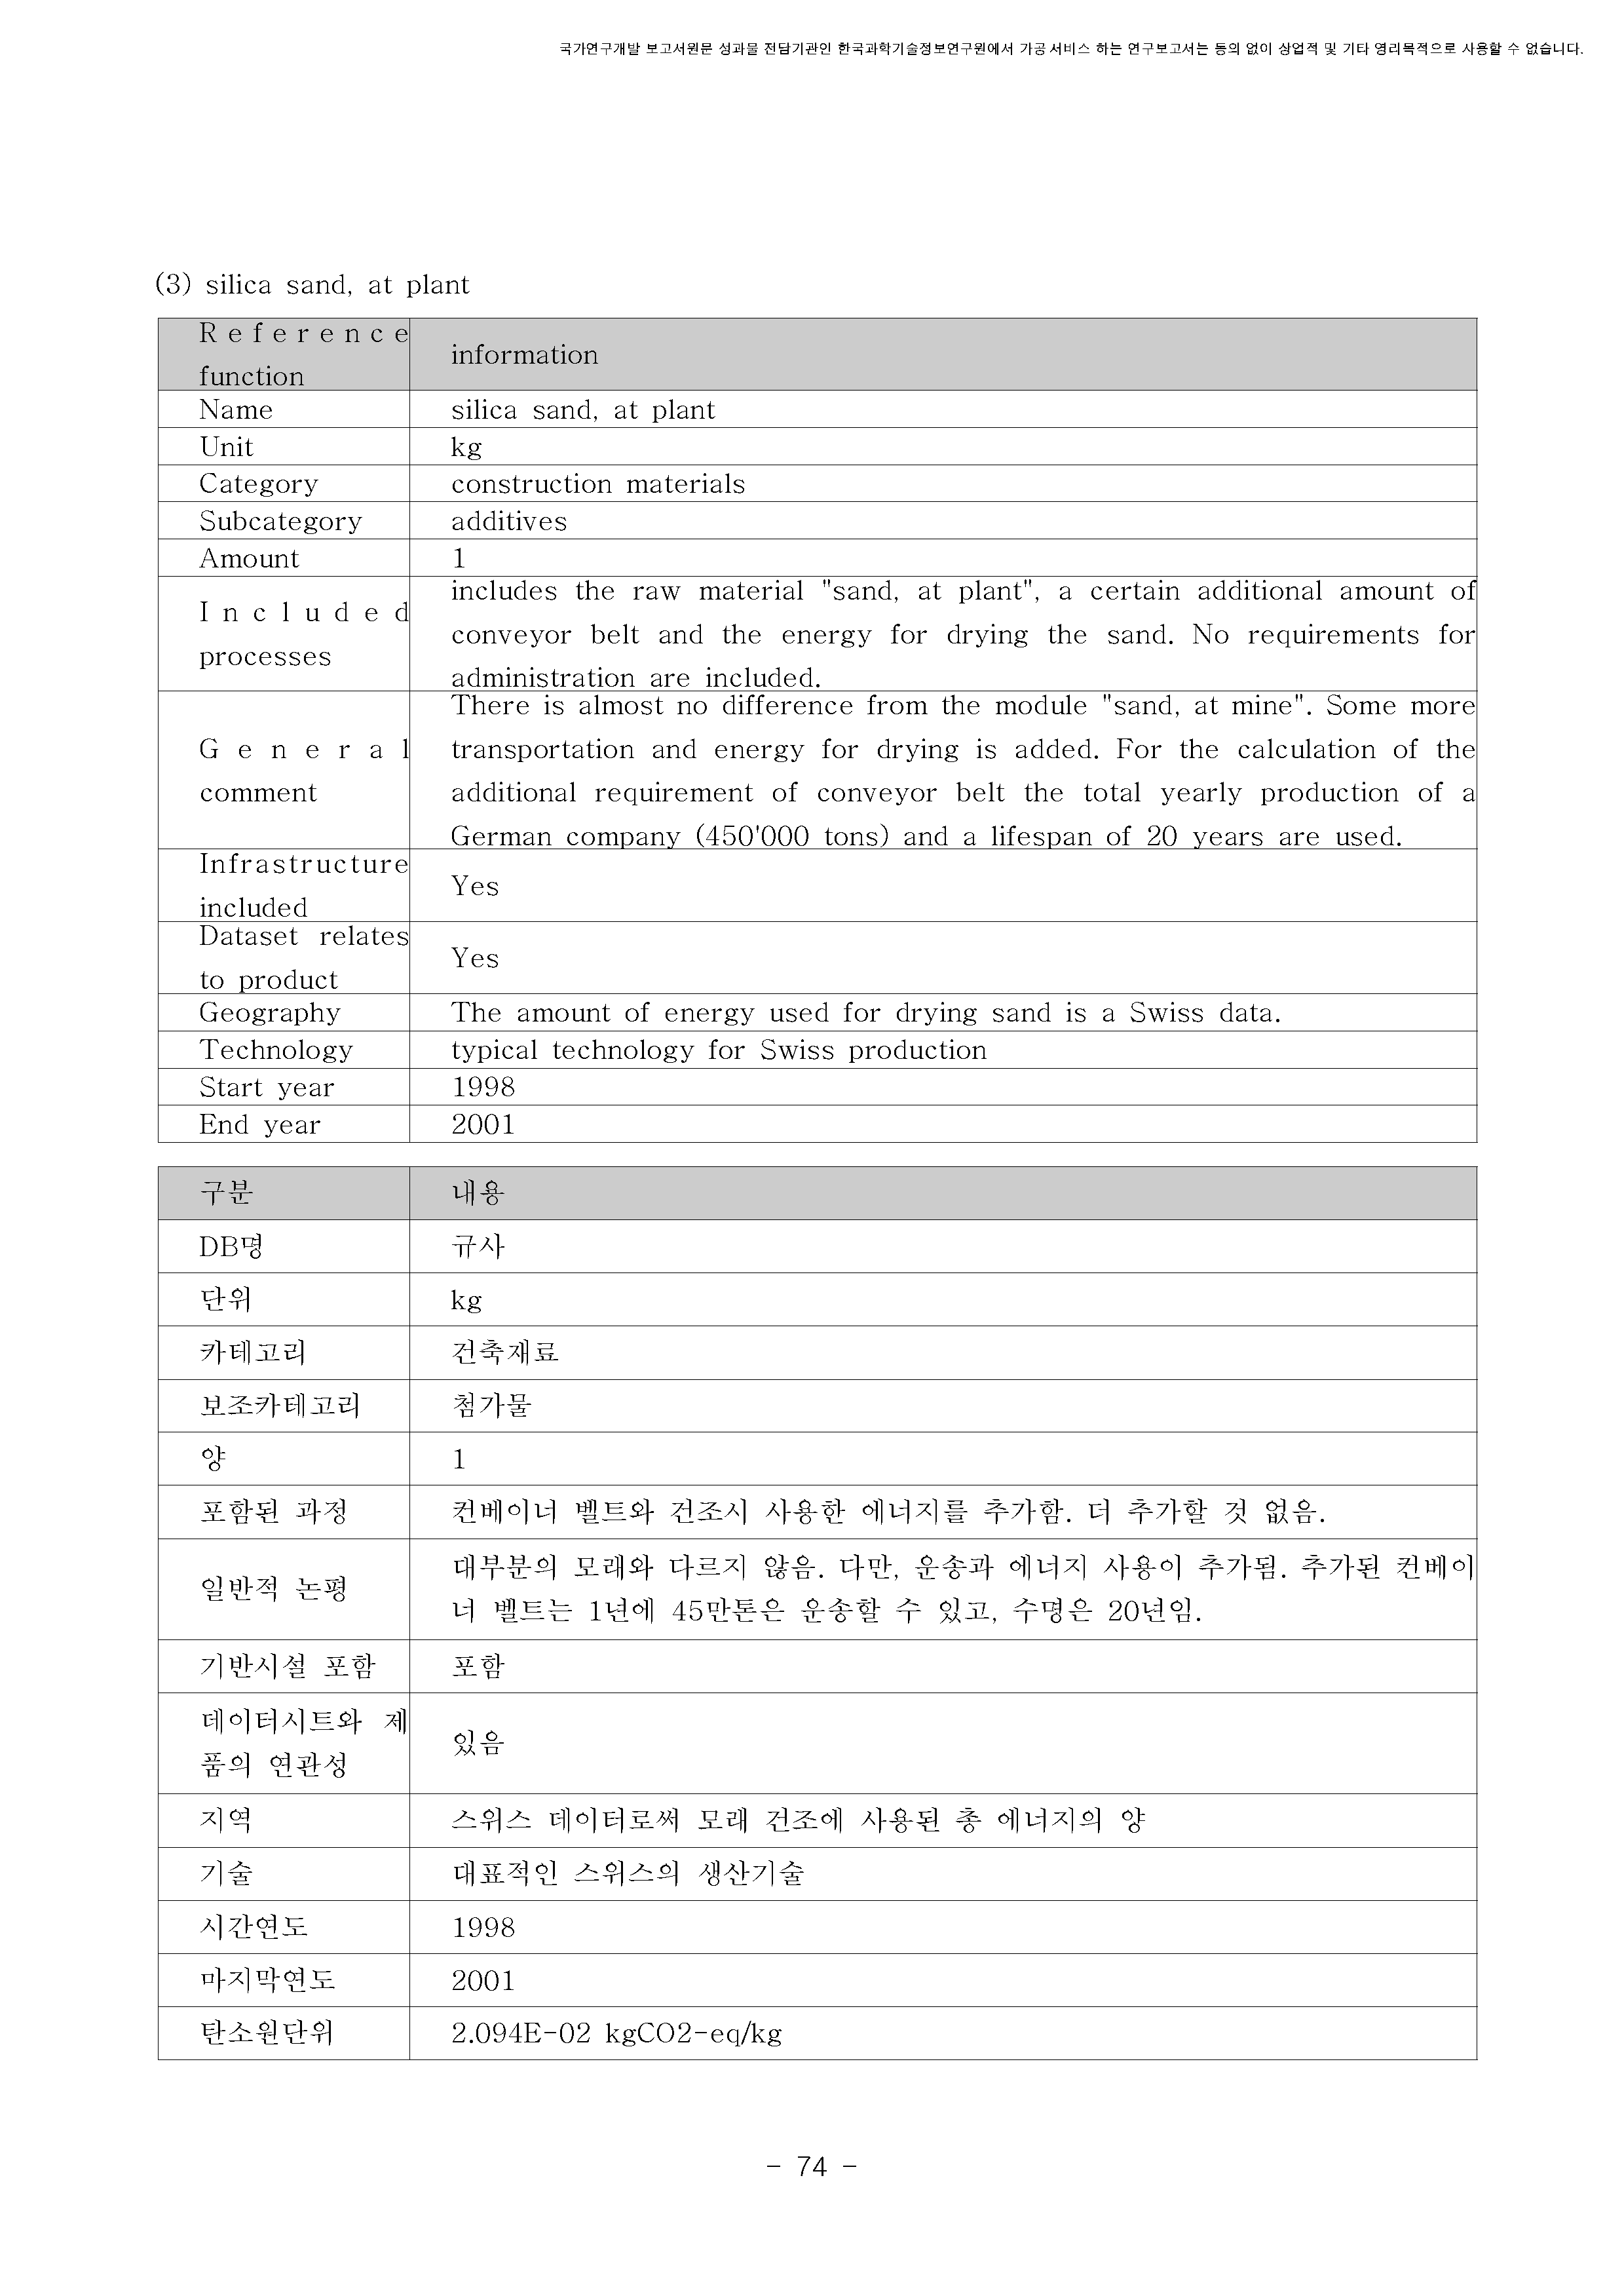 국가연구개발 보고서원문 성과물 전담기관인 한국과학기술정보연구원에서 가공·서비스 하는 연구보고서는 동의 없이 상업적 및 기타 영리목적으로 사용할 수 없습니다.
(3) silica sand, at plant
Reference
function
information
Name
silica sand, at plant
Unit
kg
Category
construction materials
Subcategory
additives
Amount
1
Included
processes
includes the raw material "sand, at plant", a certain additional amount of
conveyor belt and the energy for drying the sand. No requirements for
administration are included.
General
comment
There is almost no difference from the module "sand, at mine". Some more
transportation and energy for drying is added. For the calculation of the
additional requirement of conveyor belt the total yearly production of a
German company (450'000 tons) and a lifespan of 20 years are used.
Infrastructure
included
Yes
Dataset relates
to product
Yes
Geography
The amount of energy used for drying sand is a Swiss data.
Technology
typical technology for Swiss production
Start year
1998
End year
2001
구분
내용
DB명
규사
단위
kg
카테고리
건축재료
보조카테고리
첨가물
양
1
포함된 과정
컨베이너 벨트와 건조시 사용한 에너지를 추가함. 더 추가할 것 없음.
일반적 논평
대부분의 모래와 다르지 않음. 다만, 운송과 에너지 사용이 추가됨. 추가된 컨베이
너 벨트는 1년에 45만톤은 운송할 수 있고, 수명은 20년임.
기반시설 포함
포함
데이터시트와 제
품의 연관성
있음
지역
스위스 데이터로써 모래 건조에 사용된 총 에너지의 양
기술
대표적인 스위스의 생산기술
시간연도
1998
마지막연도
2001
탄소원단위
2.094E-02 kgCO2-eq/kg
- 74 -